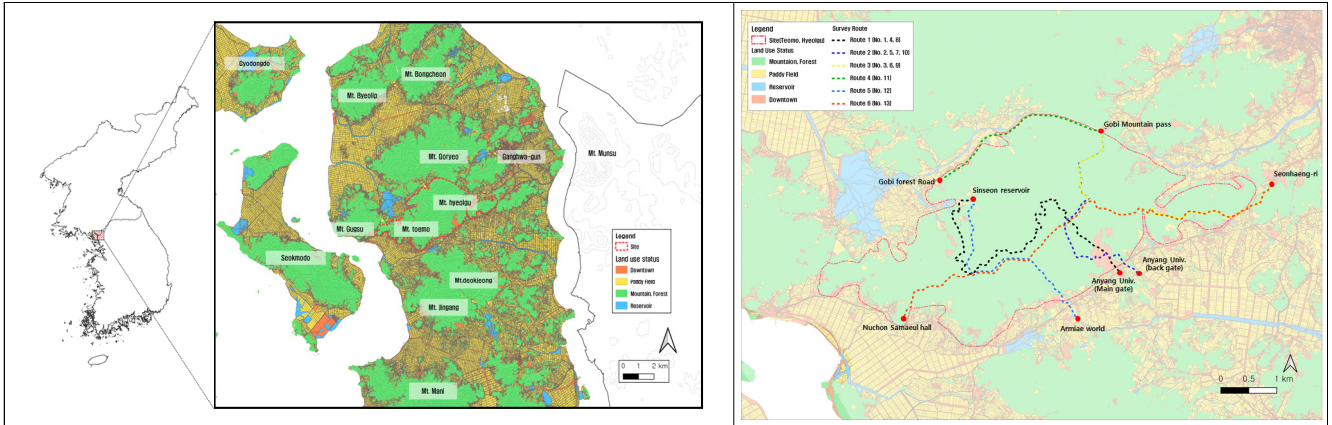 Gyodongdo
Mt. Bongcheon
Mt. Byeolip
Mt. Goryeo
Ganghwa-gun
Mt. Munsu
Mt. hyeolgu
Mt. Gugsu
Mt. toemo
Seokmodo
Mt.deokjeong
Mt. Jingang
Mt. Mani
Legend
Site
Land use status
Downtown
Paddy Field
Mountain, Forest
Reservoir
0 1 2 km
Legend
Site(Teomo, Hyeolgu)
Land Use Status
Mountaion, Forest
Paddy Field
Reservoir
Downtown
Survey Route
Route 1 (No. 1, 4, 8)
Route 2 (No. 2, 5, 7, 10)
Route 3 (No. 3, 6, 9)
Route 4 (No. 11)
Route 5 (No. 12)
Route 6 (No. 13)
Gobi Mountain pass
Seonhaeng-ri
Gobi forest Road
Sinseon reservoir
Anyang Univ.
(back gate)
Anyang Univ.
(Main gate)
Nuchon Samaeul hall
Armiae world
0 0.5 1 km